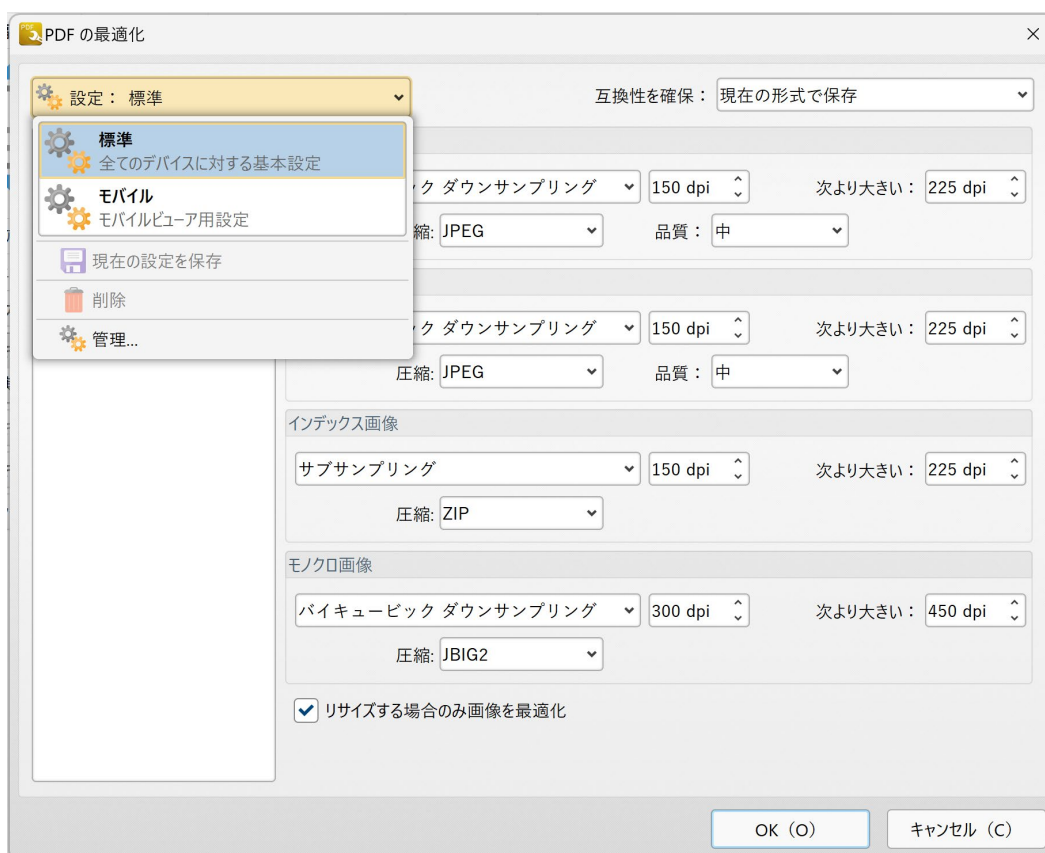 PDF の最適化
設定： 標準
互換性を確保： 現在の形式で保存
標準
全てのデバイスに対する基本設定
モバイル
モバイルビューア用設定
現在の設定を保存
削除
管理...
ク ダウンサンプリング 150 dpi 次より大きい： 225 dpi
縮: JPEG 品質： 中
ク ダウンサンプリング 150 dpi 次より大きい： 225 dpi
圧縮: JPEG 品質： 中
インデックス画像
サブサンプリング 150 dpi 次より大きい： 225 dpi
圧縮: ZIP
モノクロ画像
バイキュービック ダウンサンプリング 300 dpi 次より大きい： 450 dpi
圧縮: JBIG2
リサイズする場合のみ画像を最適化
OK（O） キャンセル（C）